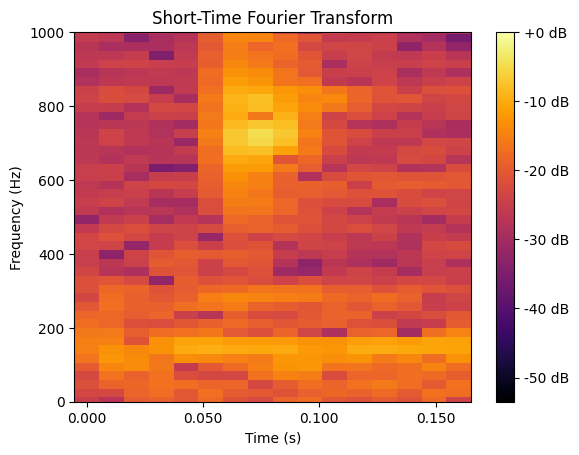 Short-Time Fourier Transform
1000
800
600
400
200
0
Frequency (Hz)
0.000
0.050
0.100
0.150
Time (s)
+0 dB
-10 dB
-20 dB
-30 dB
-40 dB
-50 dB